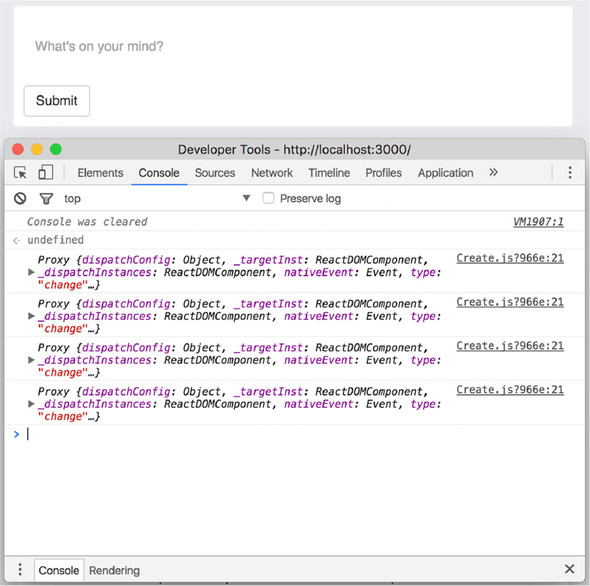 What's on your mind?
Submit
Developer Tools - http://localhost:3000/
Elements Console Sources Network Timeline Profiles Application »
top Preserve log
Console was cleared VM1907:1
undefined
Proxy {dispatchConfig: Object, _targetInst: ReactDOMComponent, Create.js?966e:21
_dispatchInstances: ReactDOMComponent, nativeEvent: Event, type:
"change"…}
Proxy {dispatchConfig: Object, _targetInst: ReactDOMComponent, Create.js?966e:21
_dispatchInstances: ReactDOMComponent, nativeEvent: Event, type:
"change"…}
Proxy {dispatchConfig: Object, _targetInst: ReactDOMComponent, Create.js?966e:21
_dispatchInstances: ReactDOMComponent, nativeEvent: Event, type:
"change"…}
Proxy {dispatchConfig: Object, _targetInst: ReactDOMComponent, Create.js?966e:21
_dispatchInstances: ReactDOMComponent, nativeEvent: Event, type:
"change"…}
>
Console Rendering